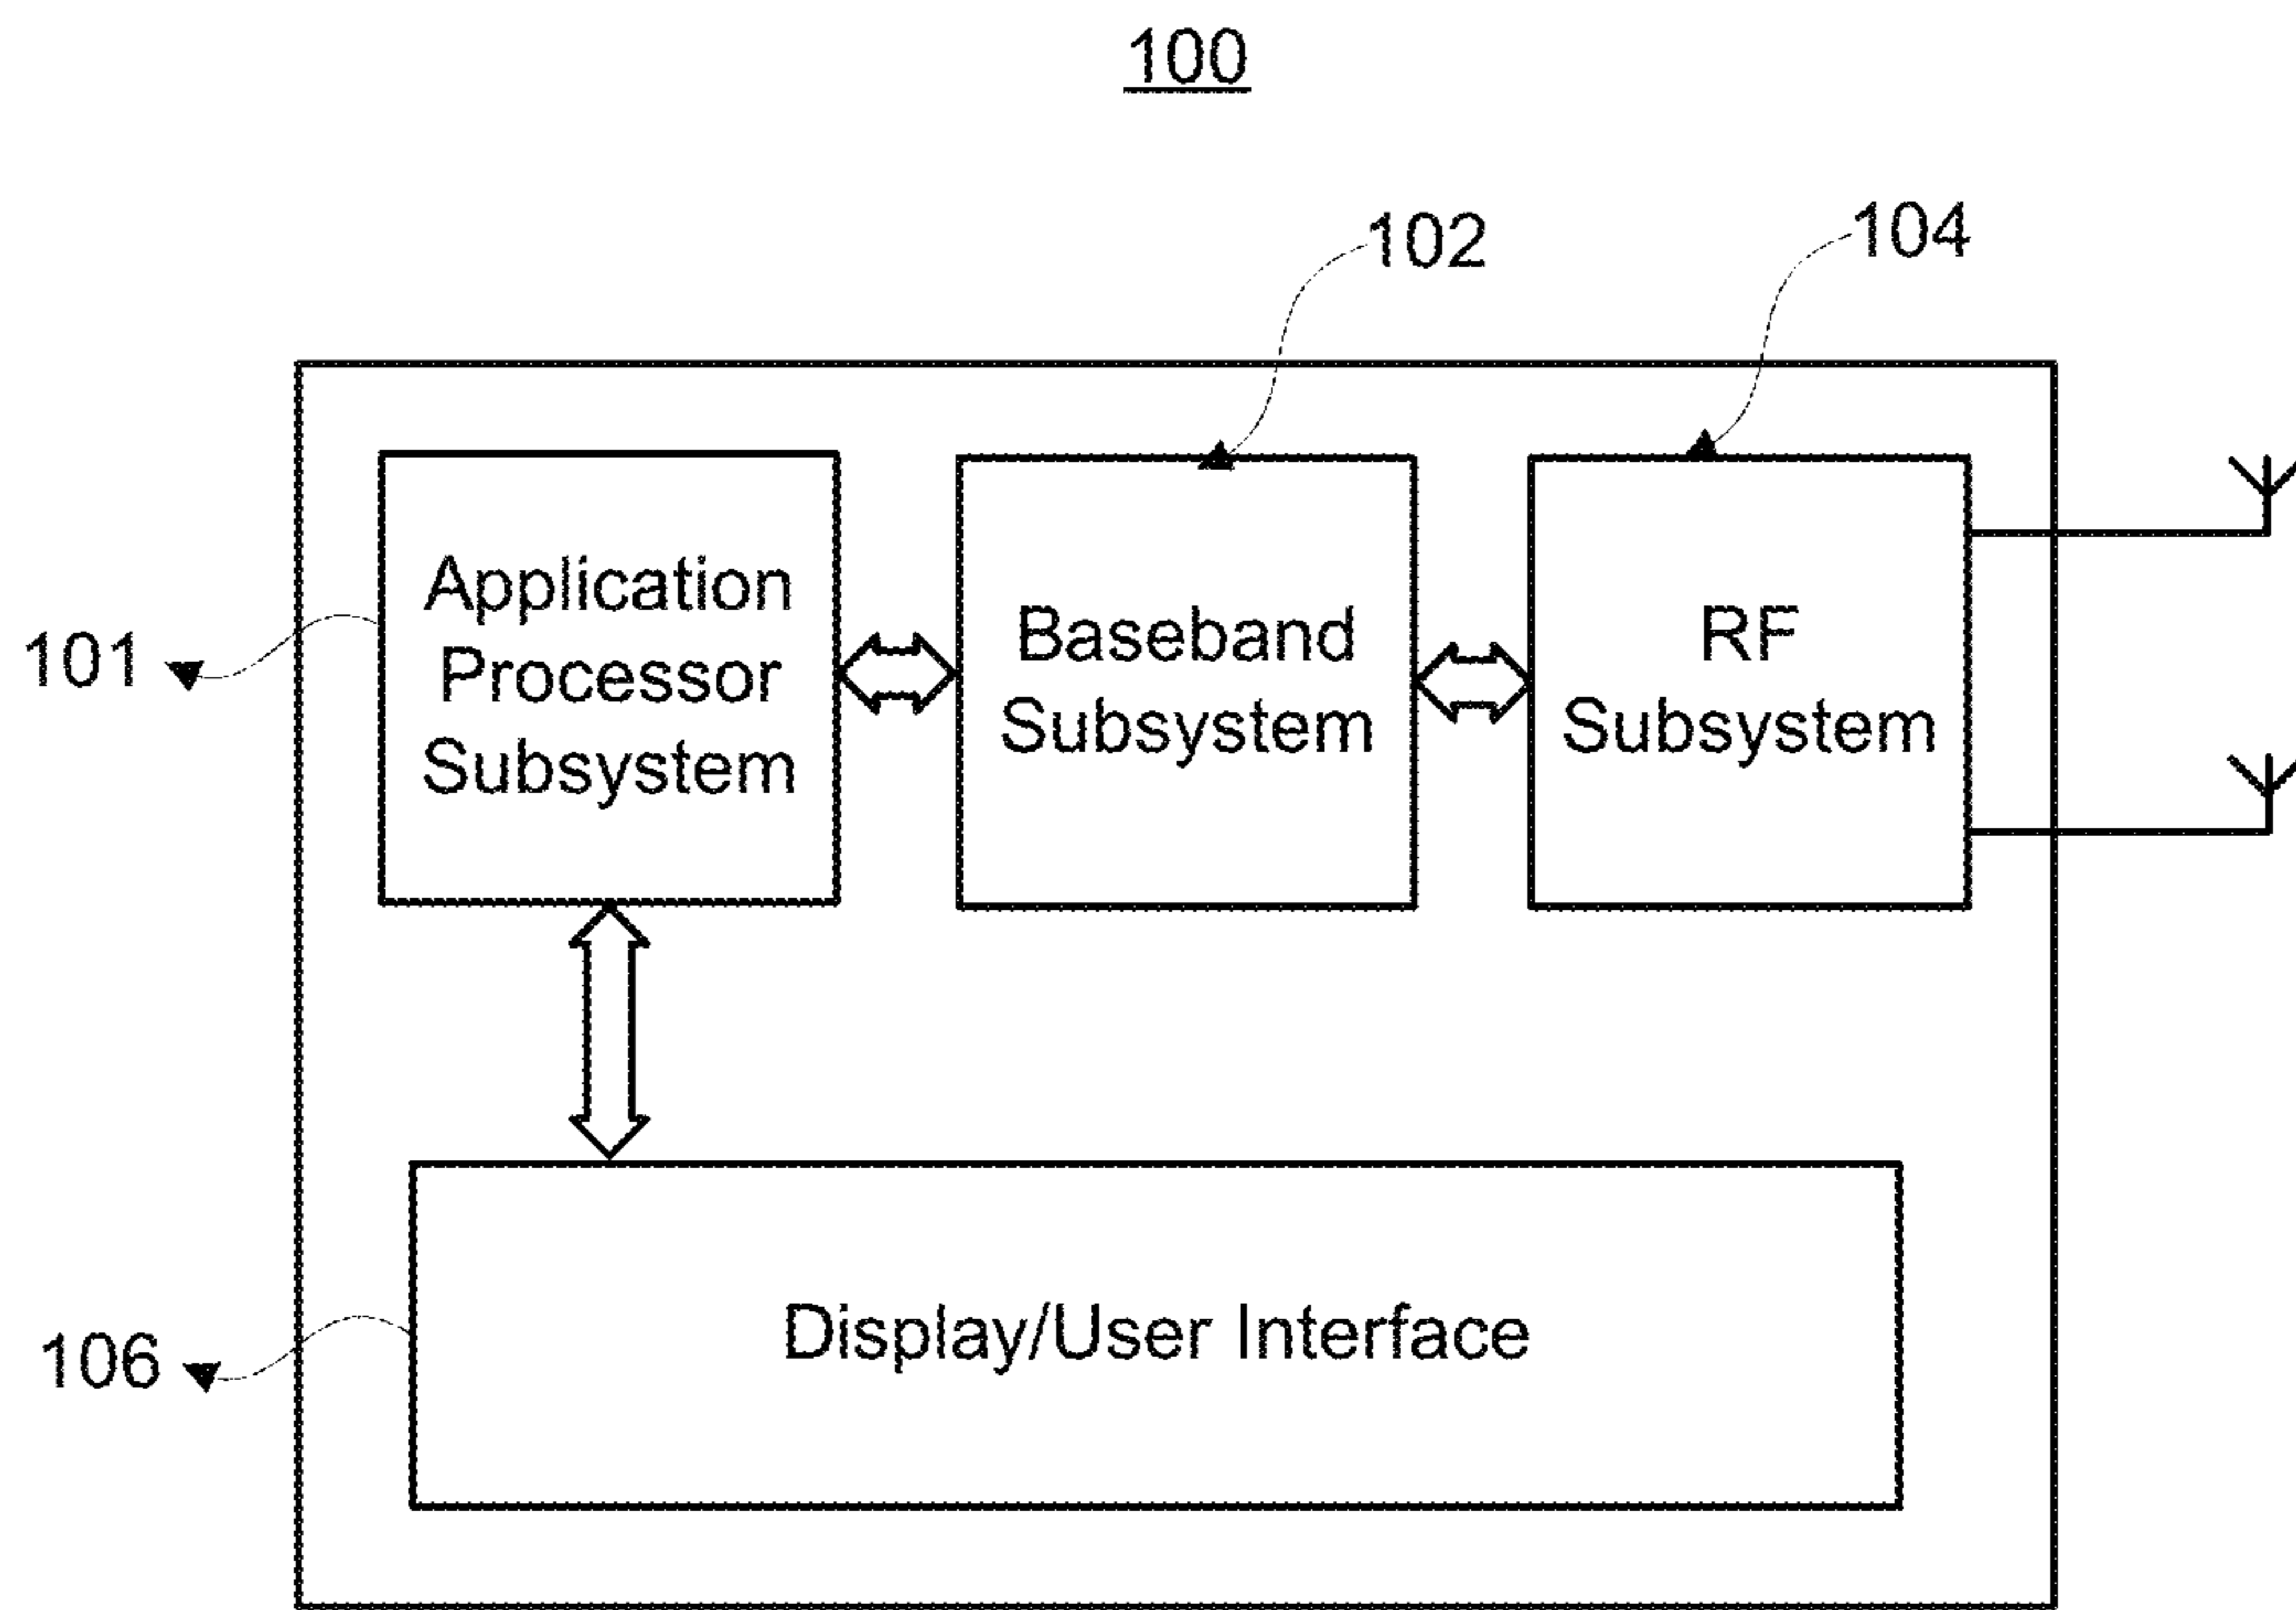 100
102
104
Application
Processor
Subsystem
Baseband
Subsystem
RF
Subsystem
101
Display/User Interface
106